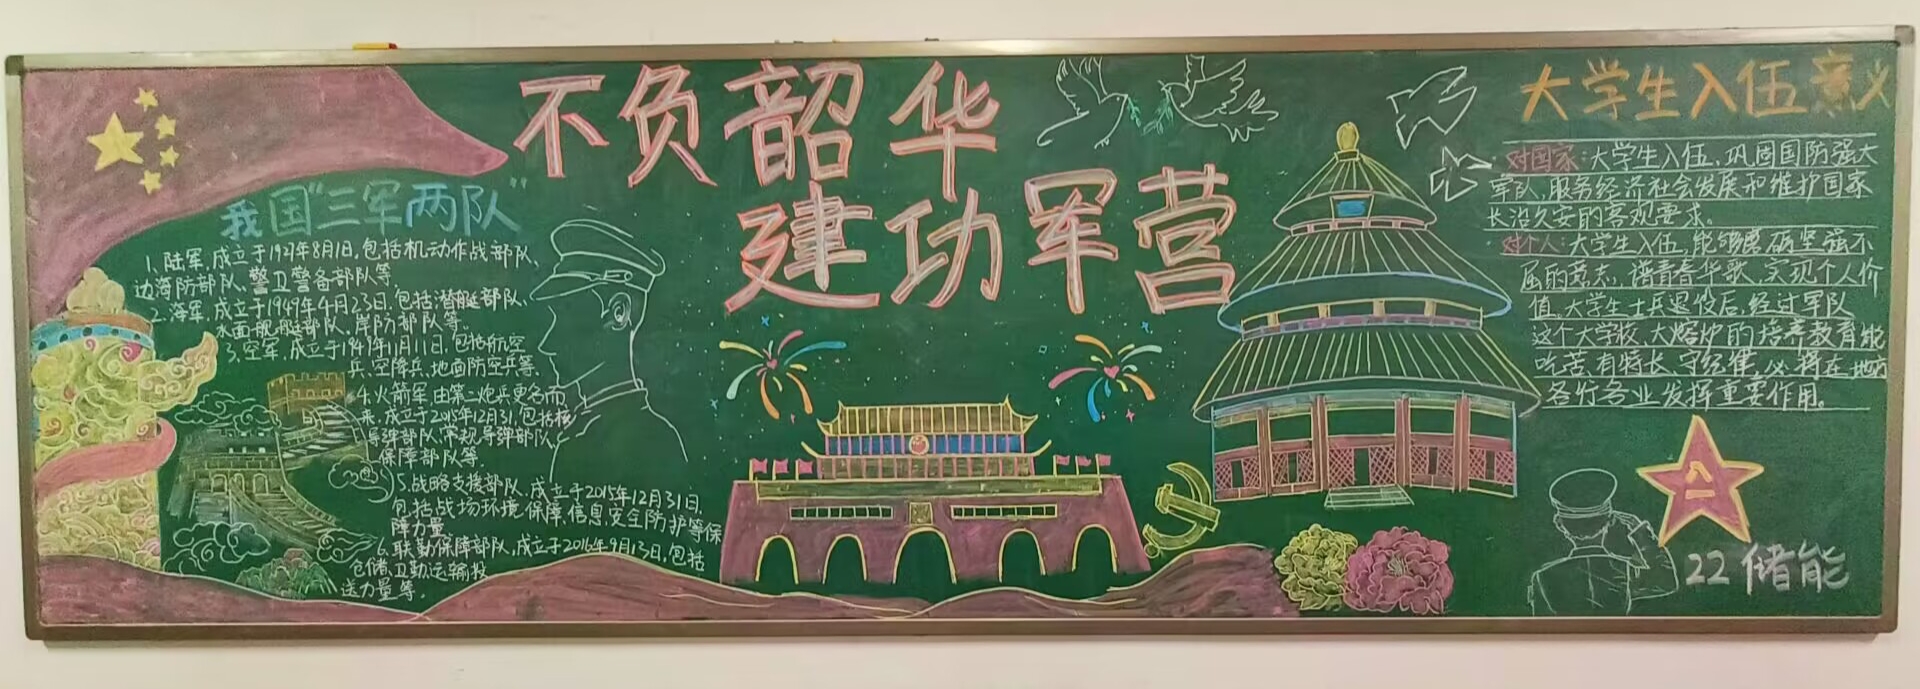 不负韶华
建功军营
我国“三军两队”
1. 陆军,成立于1927年8月1日,包括机动作战部队、
边海防部队、警卫警备部队等。
2. 海军,成立于1949年4月23日,包括潜艇部队、
水面舰艇部队、岸防部队等。
3. 空军,成立于1949年11月11日,包括航空
兵、空降兵、地面防空兵等。
4. 火箭军,由第二炮兵更名而
来,成立于2015年12月31,包括核
导弹部队,常规导弹部队,
保障部队等。
5. 战略支援部队,成立于2015年12月31日,
包括战场环境保障,信息安全防护等保
障力量。
6. 联勤保障部队,成立于2016年9月13日,包括
仓储,卫勤,运输投
送力量等。
大学生入伍意义
·对国家:大学生入伍,巩固国防强大
军队,服务经济社会发展和维护国家
长治久安的客观要求。
·对个人:大学生入伍,能够磨砺坚强不
屈的意志,谱青春华歌,实现个人价
值,大学生士兵退役后,经过军队
这个大学校,大熔炉的培养教育能
吃苦、有特长、守纪律,必将在地方
各行各业发挥重要作用。
八一
22储能